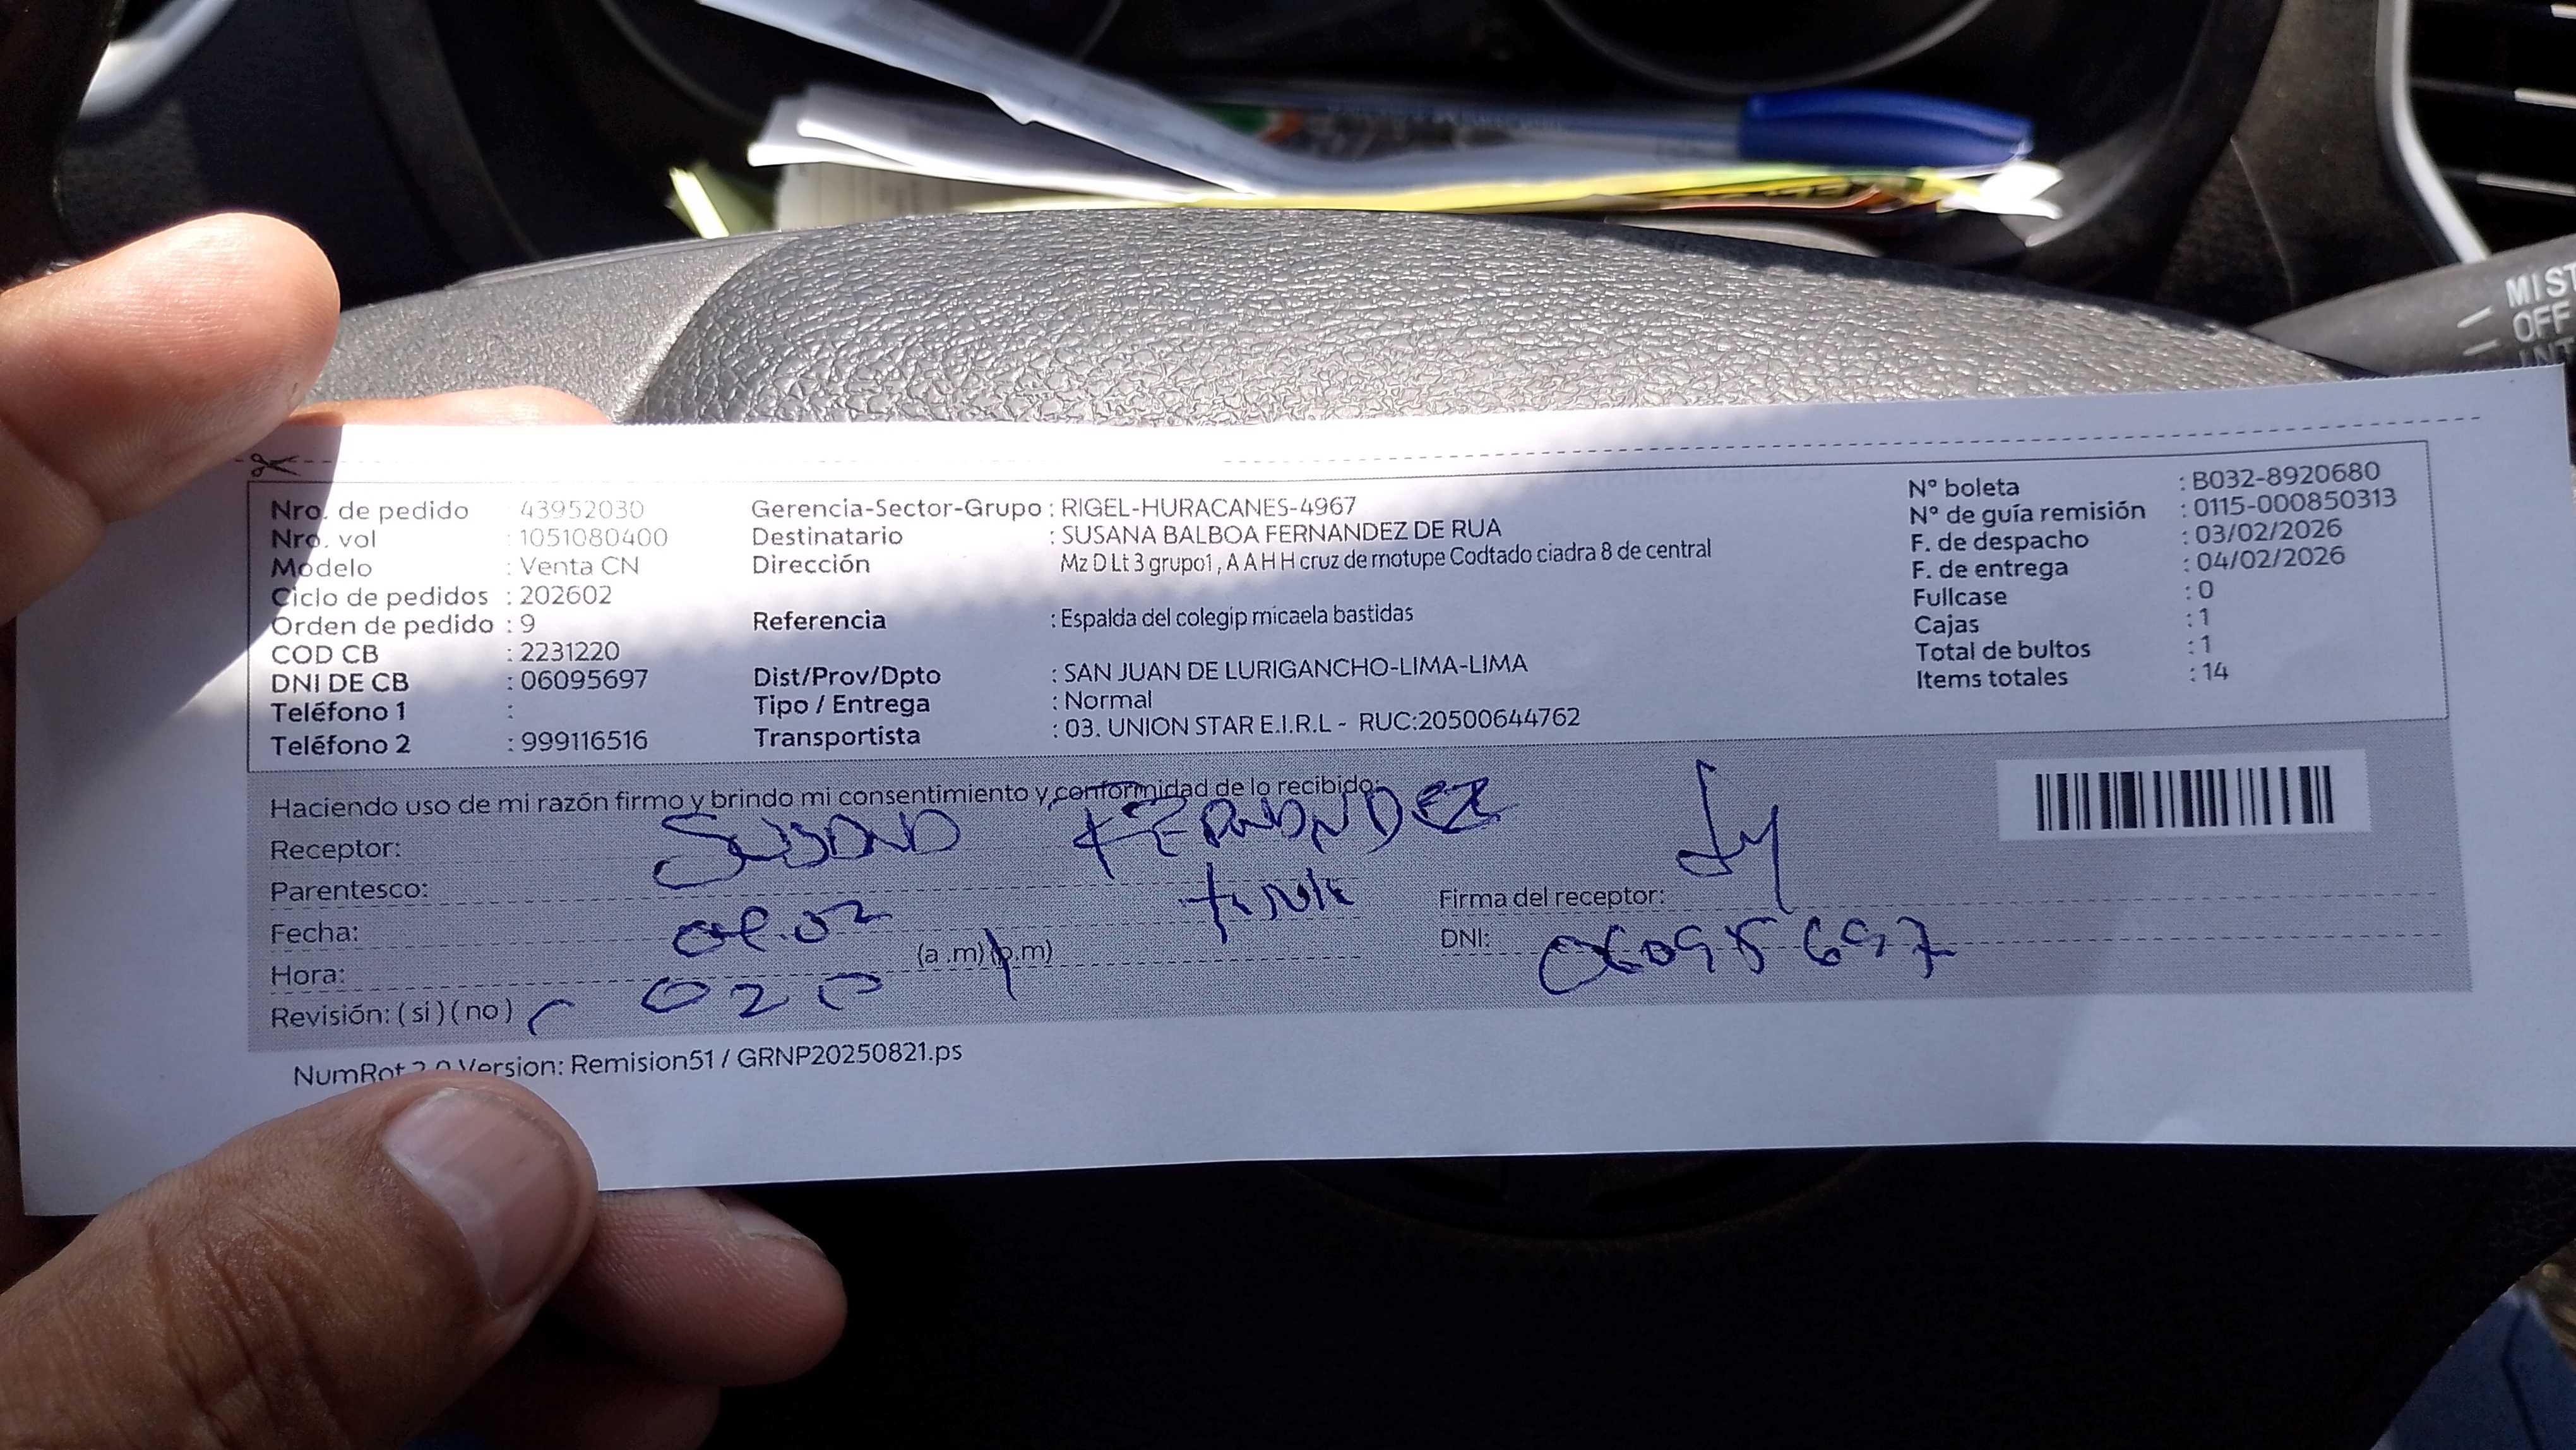 Nro. de pedido : 43952030
Nro. vol : 1051080400
Modelo : Venta CN
Ciclo de pedidos : 202602
Orden de pedido : 9
COD CB : 2231220
DNI DE CB : 06095697
Teléfono 1 :
Teléfono 2 : 999116516
Gerencia-Sector-Grupo : RIGEL-HURACANES-4967
Destinatario : SUSANA BALBOA FERNANDEZ DE RUA
Dirección Mz D Lt 3 grupo1, A A H H cruz de motupe Codtado ciadra 8 de central
Referencia : Espalda del colegip micaela bastidas
Dist/Prov/Dpto : SAN JUAN DE LURIGANCHO-LIMA-LIMA
Tipo / Entrega : Normal
Transportista : 03. UNION STAR E.I.R.L - RUC:20500644762
N° boleta : B032-8920680
N° de guía remisión : 0115-000850313
F. de despacho : 03/02/2026
F. de entrega : 04/02/2026
Fullcase : 0
Cajas : 1
Total de bultos : 1
Items totales : 14
Haciendo uso de mi razón firmo y brindo mi consentimiento y conformidad de lo recibido:
Receptor: SUSANA FERNANDEZ
Parentesco:
Fecha:
Hora: (a.m) (p.m)
Revisión: (si) (no)
Firma del receptor:
DNI: 06095697
NumRot 2.0 Version: Remision51 / GRNP20250821.ps
MIST
OFF
INT